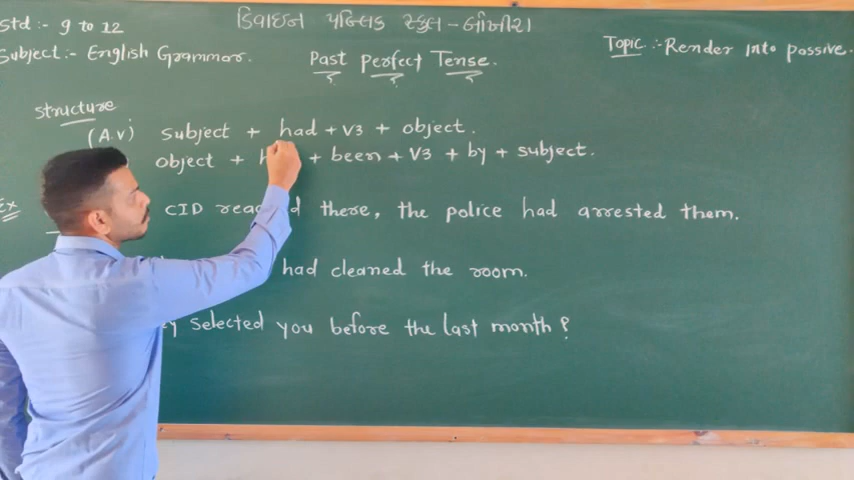 ડિવાઇન પબ્લિક સ્કુલ -
Std :- 9 to 12
Subject :- English Grammar.
Past Perfect Tense.
Topic :- Render into passive.
Structure
(A.V) Subject + had + V3 + object.
object + + been + V3 + by + subject.
Ex
CID there, the police had arrested them.
had cleaned the room.
selected you before the last month ?